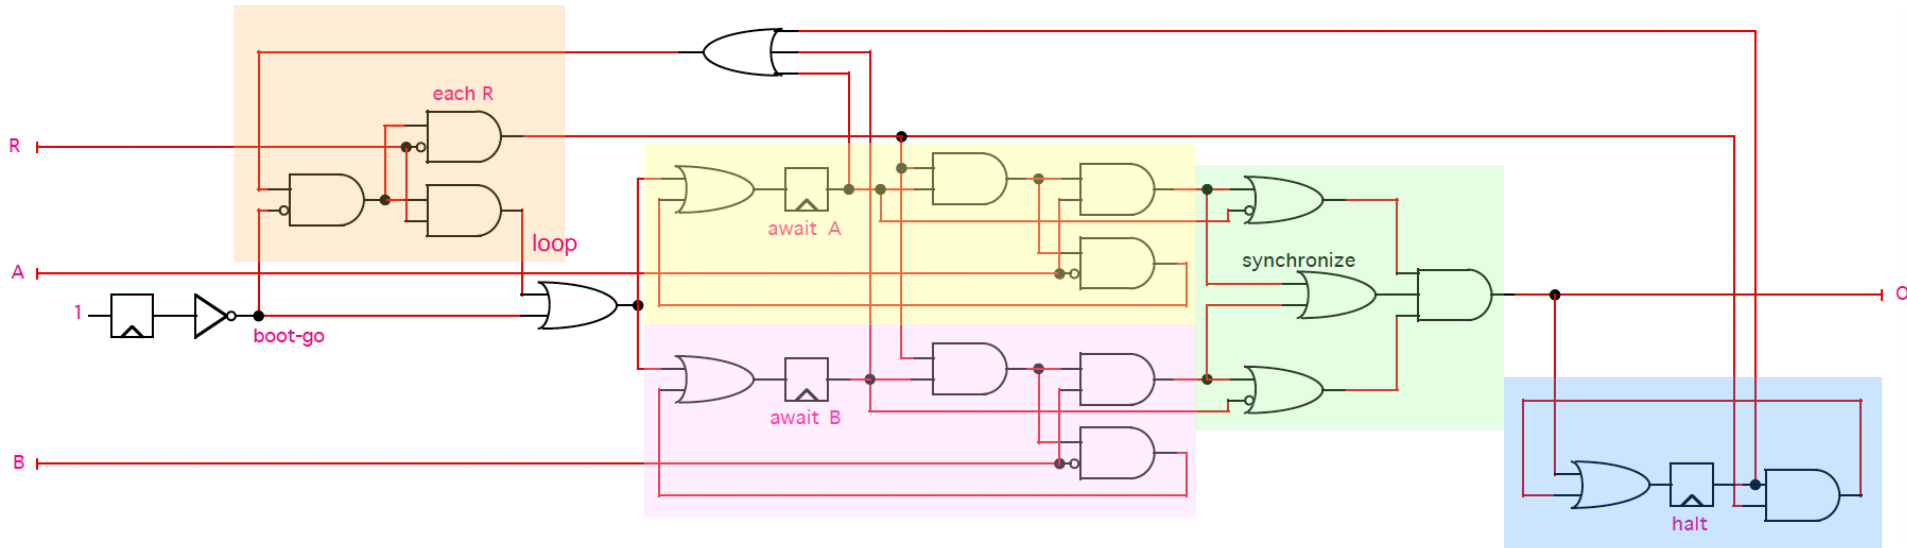 each R
R
await A
loop
A
synchronize
O
1
boot-go
await B
B
halt